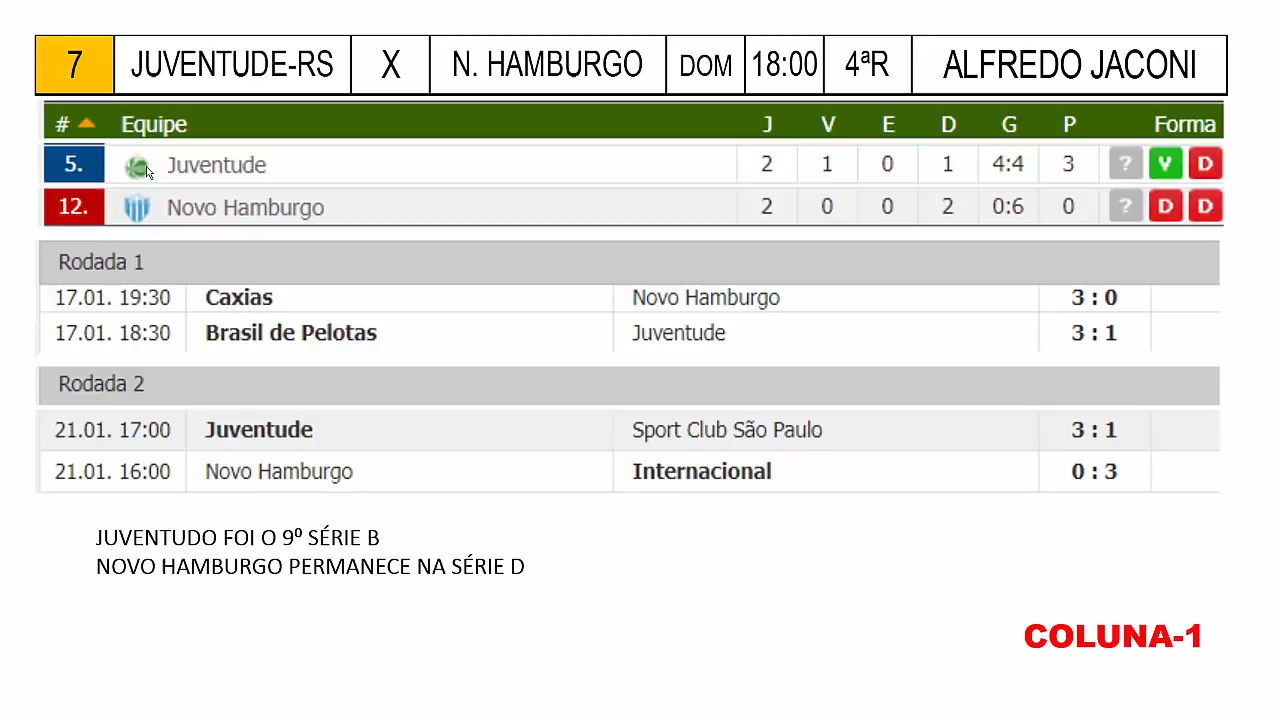 7 JUVENTUDE-RS X N. HAMBURGO DOM 18:00 4ªR ALFREDO JACONI
# Equipe J V E D G P Forma
5. Juventude 2 1 0 1 4:4 3 ? V D
12. Novo Hamburgo 2 0 0 2 0:6 0 ? D D
Rodada 1
17.01. 19:30 Caxias Novo Hamburgo 3 : 0
17.01. 18:30 Brasil de Pelotas Juventude 3 : 1
Rodada 2
21.01. 17:00 Juventude Sport Club São Paulo 3 : 1
21.01. 16:00 Novo Hamburgo Internacional 0 : 3
JUVENTUDO FOI O 9º SÉRIE B
NOVO HAMBURGO PERMANECE NA SÉRIE D
COLUNA-1